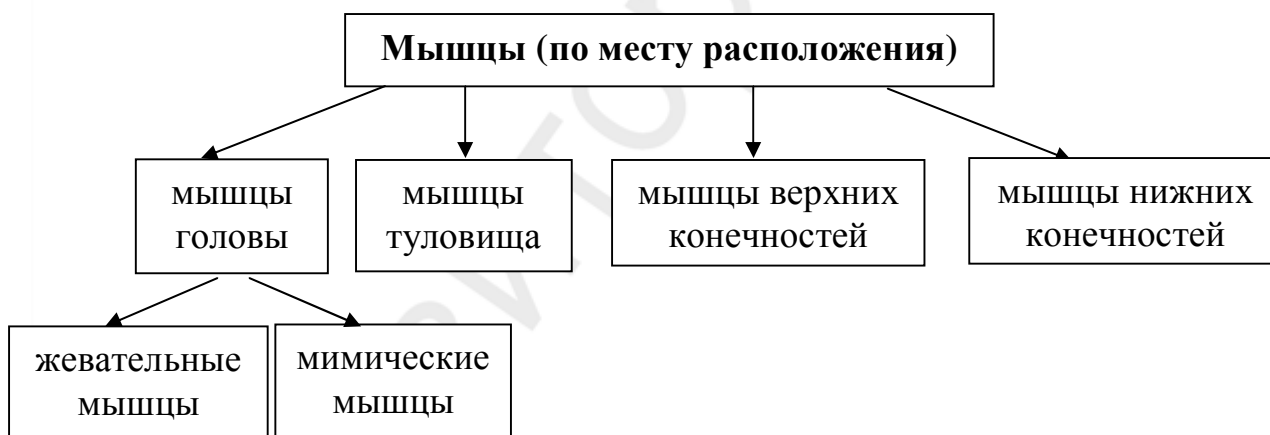 Мышцы (по месту расположения)
мышцы
головы
мышцы
туловища
мышцы верхних
конечностей
мышцы нижних
конечностей
жевательные
мышцы
мимические
мышцы